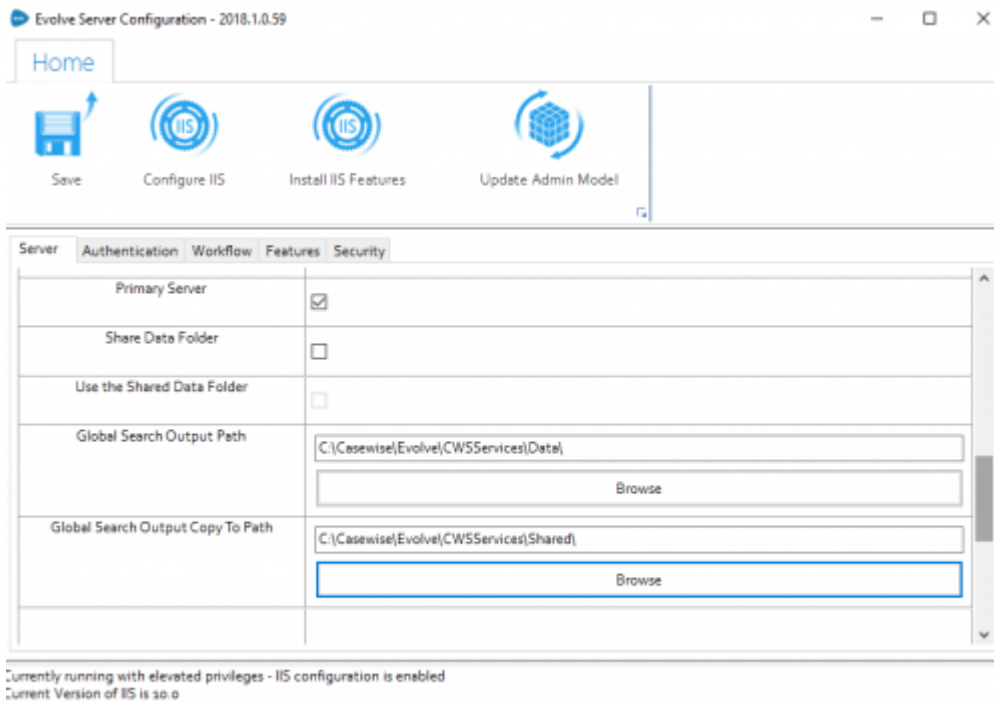 Evolve Server Configuration - 2018.1.0.59
Home
IIS IIS
Save Configure IIS Install IIS Features Update Admin Model
Server Authentication Workflow Features Security
Primary Server
Share Data Folder
Use the Shared Data Folder
Global Search Output Path
C:\Casewise\Evolve\CWSServices\Data\
Browse
Global Search Output Copy To Path
C:\Casewise\Evolve\CWSServices\Shared\
Browse
Currently running with elevated privileges - IIS configuration is enabled
Current Version of IIS is 10.0